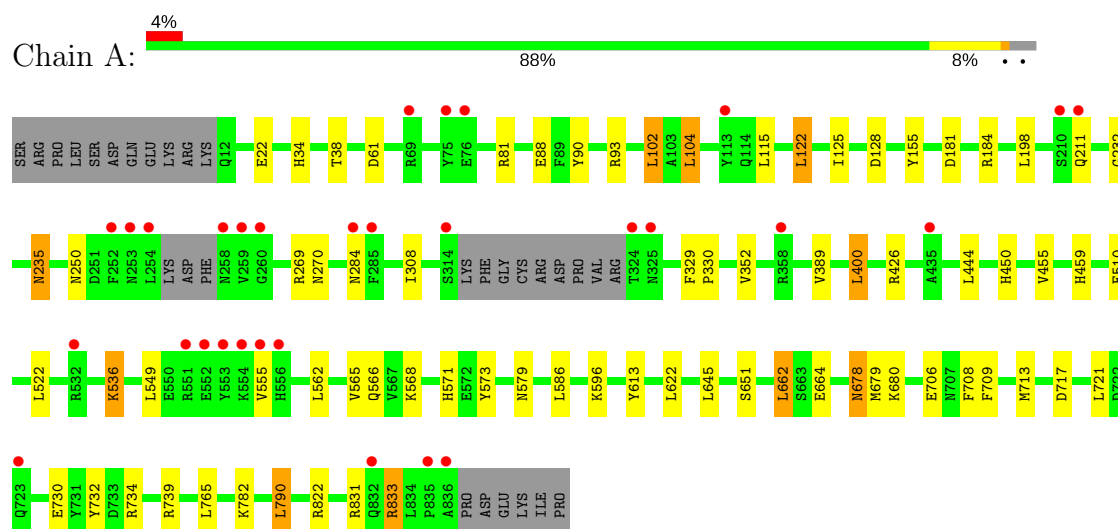 4%
Chain A:
88% 8% • •
SER ARG PRO LEU SER ASP GLN GLU LYS ARG LYS Q12 E22 H34 T38 D61 R69 Y75 E76 R81 E88 F89 Y90 R93 L102 A103 L104 Y113 Q114 L115 L122 I125 D128 Y155 D181 R184 L198 S210 Q211
N235 N250 D251 F252 N253 L254 LYS ASP PHE N258 V259 G260 R269 N270 N284 F285 I308 S314 LYS PHE GLY CYS ARG ASP PRO VAL ARG T324 N325 F329 P330 V352 R358 V389 L400 R426 A435 L444 H450 V455 H459
L522 R532 K536 L549 E550 R551 E552 Y553 K554 V555 H556 L562 V565 Q566 V567 K568 H571 E572 Y573 N579 L586 K596 Y613 L622 L645 S651 L662 S663 E664 N678 M679 K680 E706 N707 F708 F709 M713 D717 L721
Q723 E730 Y731 Y732 D733 R734 R739 L765 K782 L790 R822 R831 Q832 R833 L834 P835 A836 PRO ASP GLU LYS ILE PRO